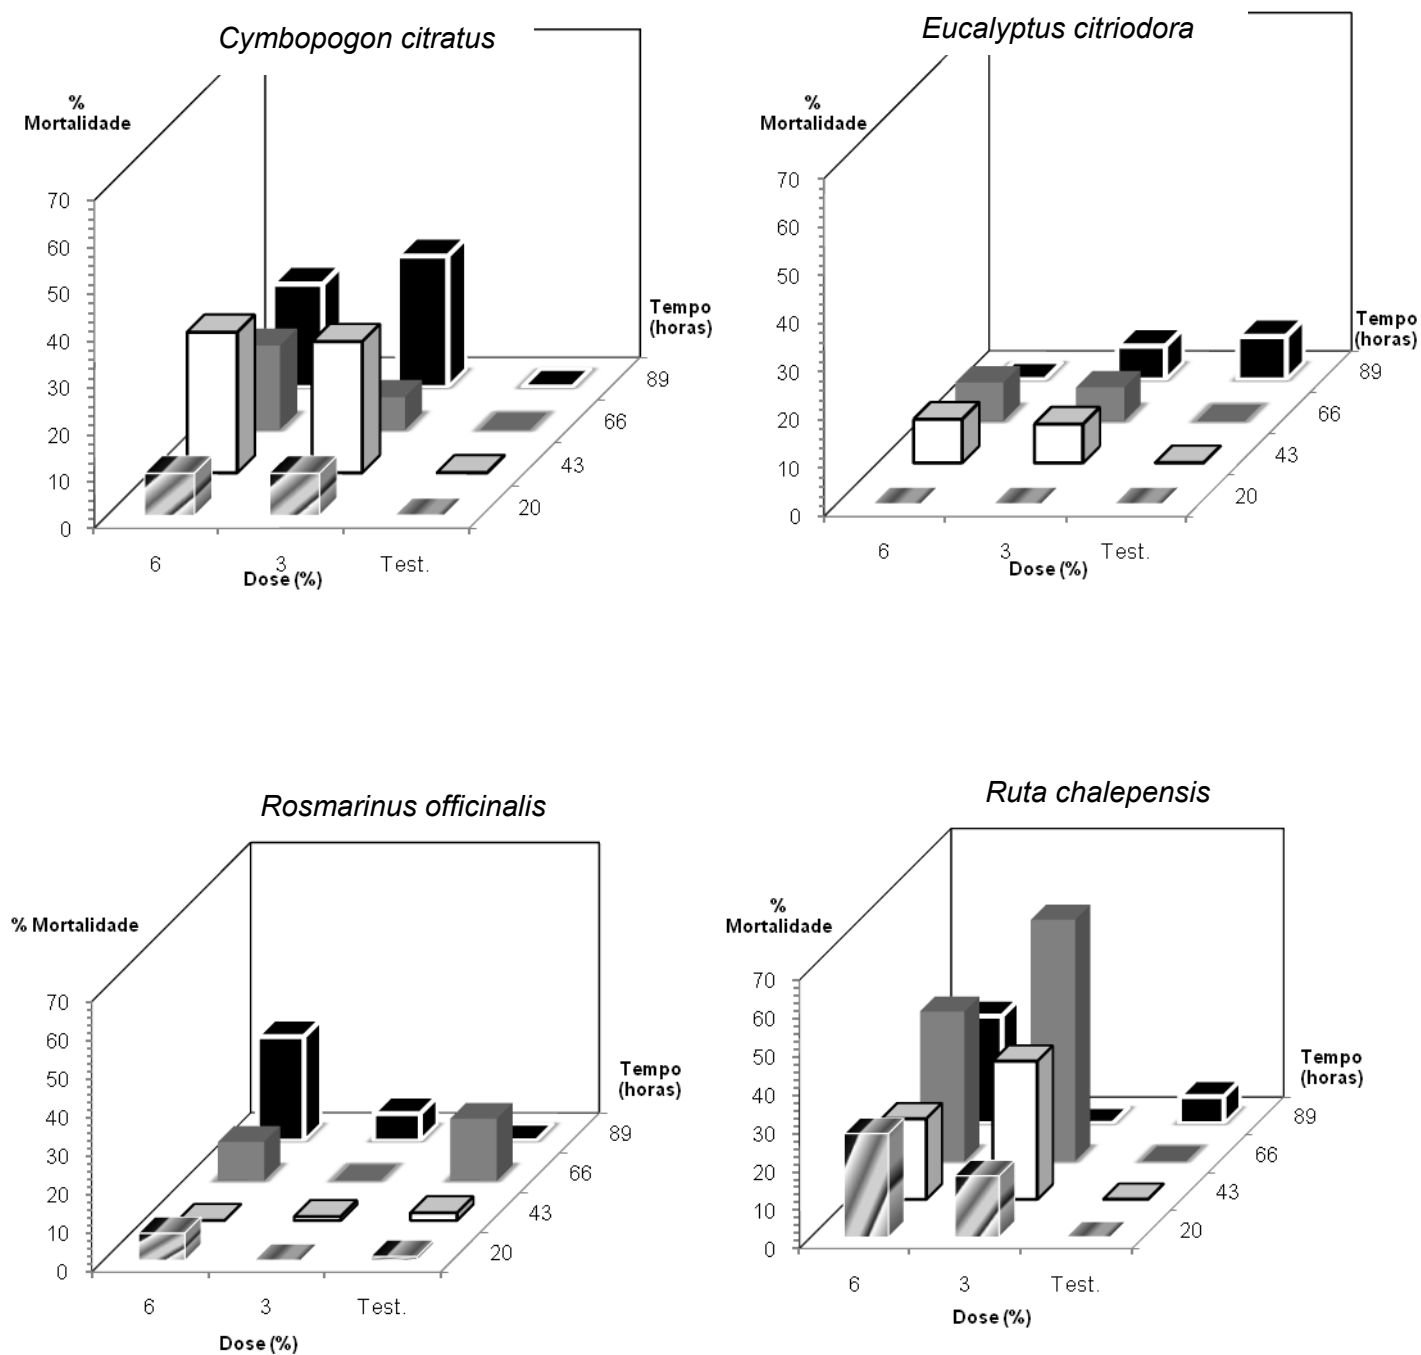 Cymbopogon citratus
%
Mortalidade
70
60
50
40
30
20
10
0
6
3
Test.
Dose (%)
20
43
66
89
Tempo
(horas)
Eucalyptus citriodora
%
Mortalidade
70
60
50
40
30
20
10
0
6
3
Test.
Dose (%)
20
43
66
89
Tempo
(horas)
Rosmarinus officinalis
% Mortalidade
70
60
50
40
30
20
10
0
6
3
Test.
Dose (%)
20
43
66
89
Tempo
(horas)
Ruta chalepensis
%
Mortalidade
70
60
50
40
30
20
10
0
6
3
Test.
Dose (%)
20
43
66
89
Tempo
(horas)